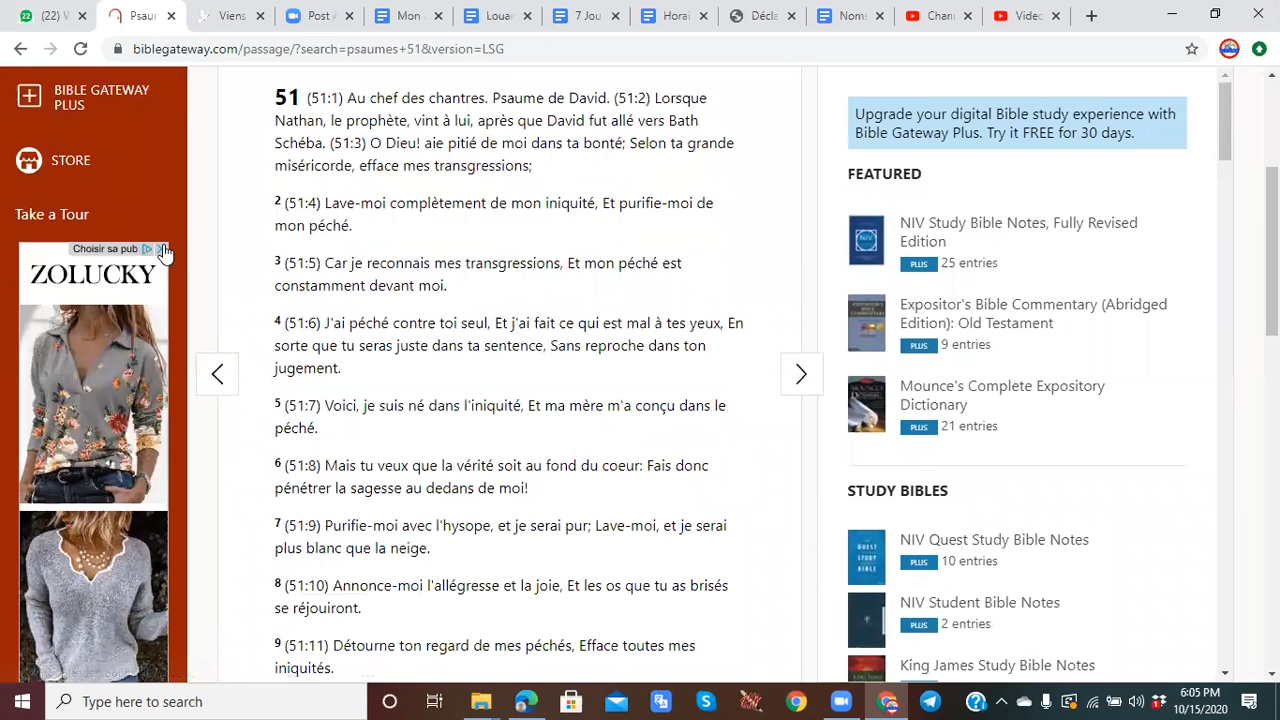 (22) V
Psaum
Viens
Post A
Mon
Louar
7 Jou
Horai
Décla
Noms
Chan
Video
biblegateway.com/passage/?search=psaumes+51&version=LSG
BIBLE GATEWAY
PLUS
STORE
Take a Tour
Choisir sa pub
ZOLUCKY
51 (51:1) Au chef des chantres. Psaume de David. (51:2) Lorsque
Nathan, le prophète, vint à lui, après que David fut allé vers Bath
Schéba. (51:3) O Dieu! aie pitié de moi dans ta bonté; Selon ta grande
miséricorde, efface mes transgressions;
2 (51:4) Lave-moi complètement de mon iniquité, Et purifie-moi de
mon péché.
3 (51:5) Car je reconnais mes transgressions, Et mon péché est
constamment devant moi.
4 (51:6) J'ai péché contre toi seul, Et j'ai fait ce qui est mal à tes yeux, En
sorte que tu seras juste dans ta sentence, Sans reproche dans ton
jugement.
5 (51:7) Voici, je suis né dans l'iniquité, Et ma mère m'a conçu dans le
péché.
6 (51:8) Mais tu veux que la vérité soit au fond du coeur: Fais donc
pénétrer la sagesse au dedans de moi!
7 (51:9) Purifie-moi avec l'hysope, et je serai pur; Lave-moi, et je serai
plus blanc que la neige.
8 (51:10) Annonce-moi l'allégresse et la joie, Et les os que tu as brisés
se réjouiront.
9 (51:11) Détourne ton regard de mes péchés, Efface toutes mes
iniquités.
Upgrade your digital Bible study experience with
Bible Gateway Plus. Try it FREE for 30 days.
FEATURED
NIV Study Bible Notes, Fully Revised
Edition
PLUS 25 entries
Expositor's Bible Commentary (Abridged
Edition): Old Testament
PLUS 9 entries
Mounce's Complete Expository
Dictionary
PLUS 21 entries
STUDY BIBLES
NIV Quest Study Bible Notes
PLUS 10 entries
NIV Student Bible Notes
PLUS 2 entries
King James Study Bible Notes
Type here to search
6:05 PM
10/15/2020